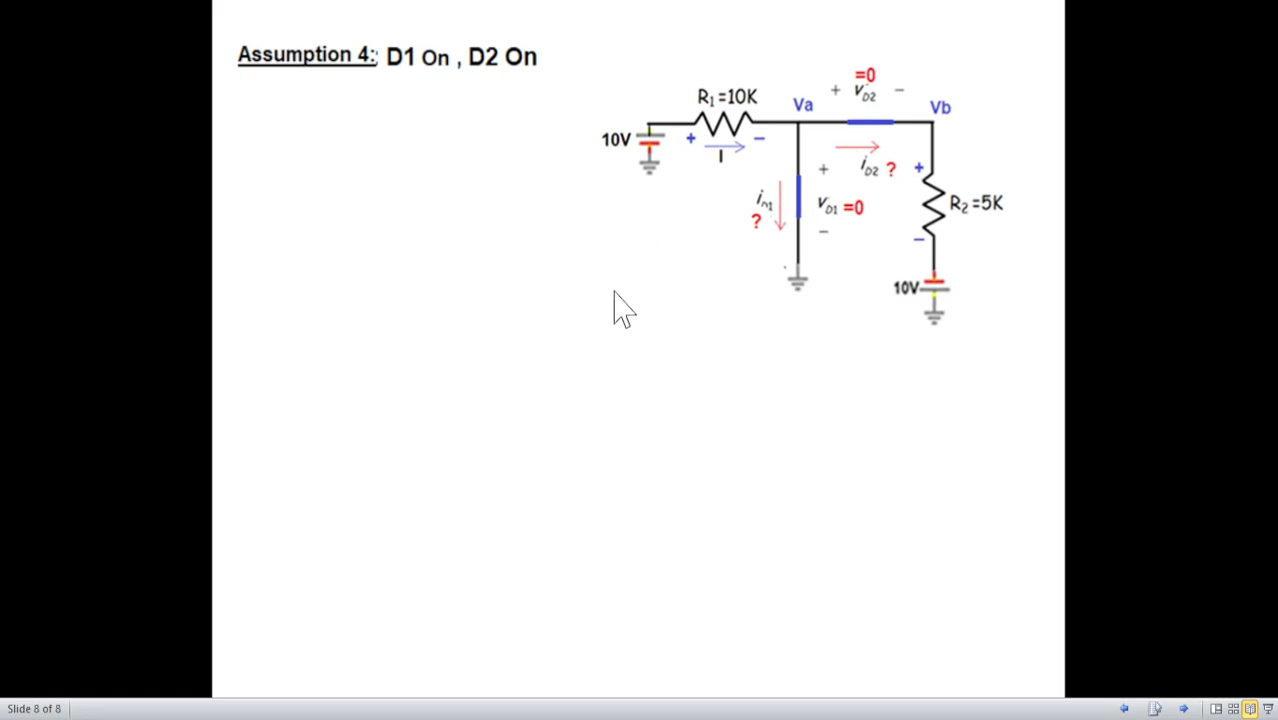 Assumption 4:; D1 On , D2 On
=0
+ VD2 −
R1=10K
Va
Vb
10V
+ −
I
iD2 ?
+
+
iD1
?
VD1 =0
R2=5K
−
−
10V
Slide 8 of 8